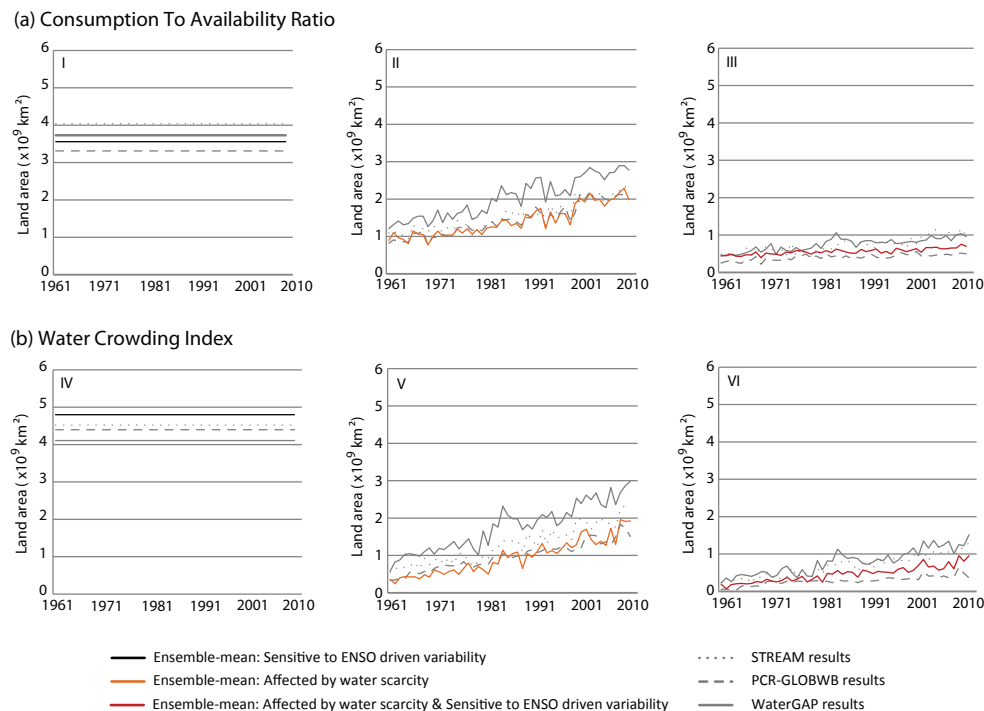 (a) Consumption To Availability Ratio
I
Land area ( x10⁹ km²)
6
5
4
3
2
1
0
1961 1971 1981 1991 2001 2010
II
Land area ( x10⁹ km²)
6
5
4
3
2
1
0
1961 1971 1981 1991 2001 2010
III
Land area ( x10⁹ km²)
6
5
4
3
2
1
0
1961 1971 1981 1991 2001 2010
(b) Water Crowding Index
IV
Land area ( x10⁹ km²)
6
5
4
3
2
1
0
1961 1971 1981 1991 2001 2010
V
Land area ( x10⁹ km²)
6
5
4
3
2
1
0
1961 1971 1981 1991 2001 2010
VI
Land area ( x10⁹ km²)
6
5
4
3
2
1
0
1961 1971 1981 1991 2001 2010
Ensemble-mean: Sensitive to ENSO driven variability
Ensemble-mean: Affected by water scarcity
Ensemble-mean: Affected by water scarcity & Sensitive to ENSO driven variability
STREAM results
PCR-GLOBWB results
WaterGAP results